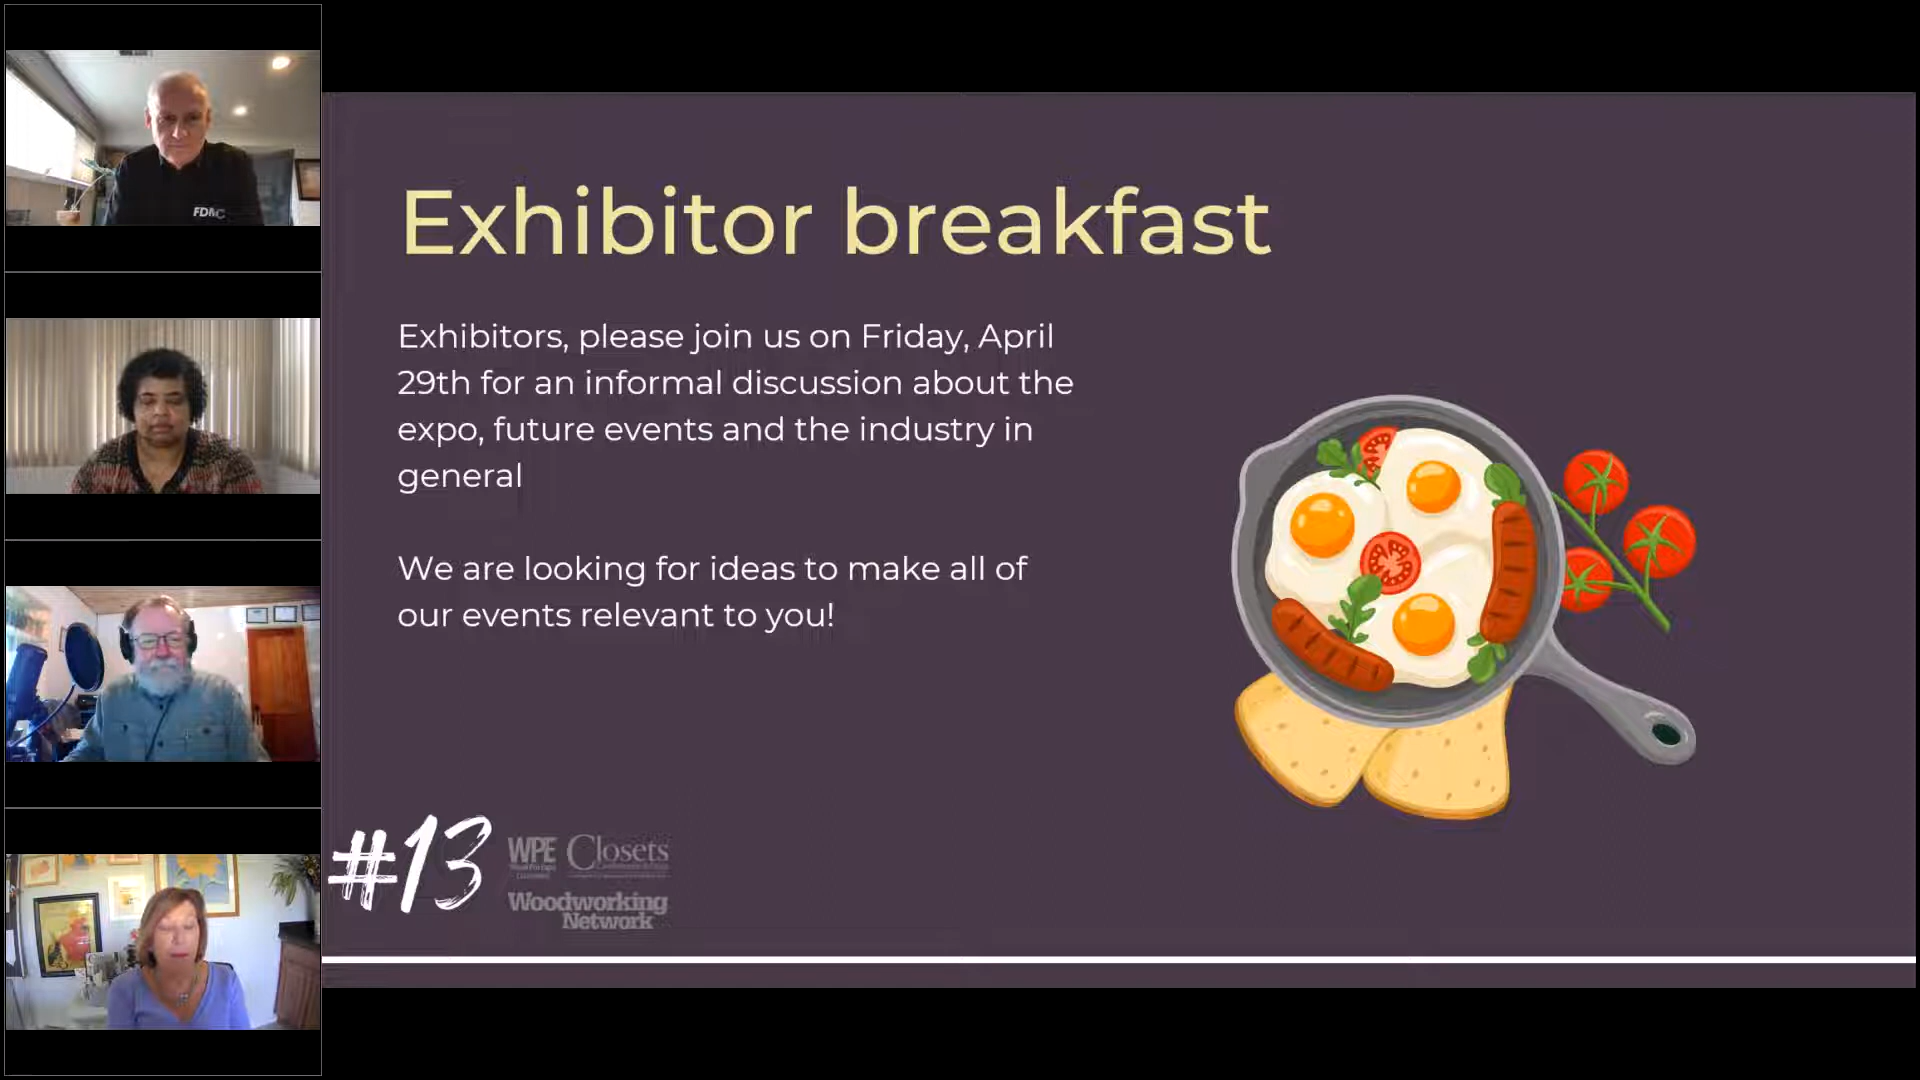 FDMC
Exhibitor breakfast
Exhibitors, please join us on Friday, April
29th for an informal discussion about the
expo, future events and the industry in
general
We are looking for ideas to make all of
our events relevant to you!
#13
WPE
Closets
Woodworking
Network